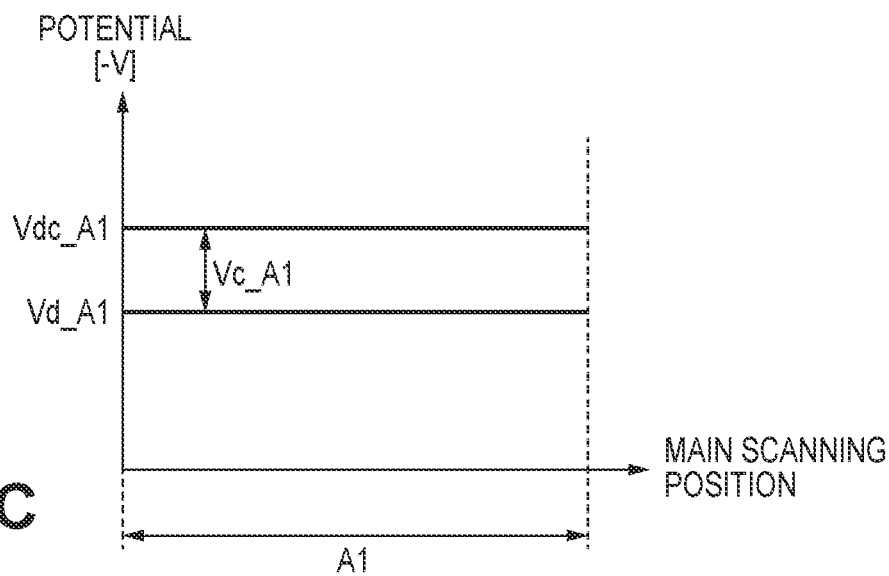 POTENTIAL
[-V]
Vdc_A1
Vc_A1
Vd_A1
MAIN SCANNING
POSITION
C
A1